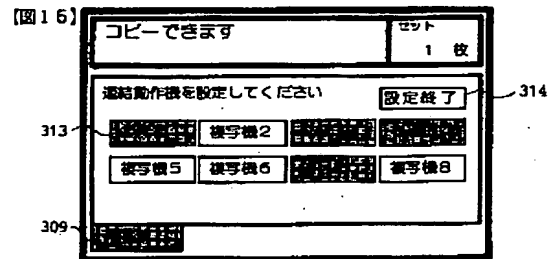 【図16】
コピーできます
セット
1 枚
連結動作機を設定してください
設定終了
314
313
複写機2
複写機5 複写機6 複写機8
309